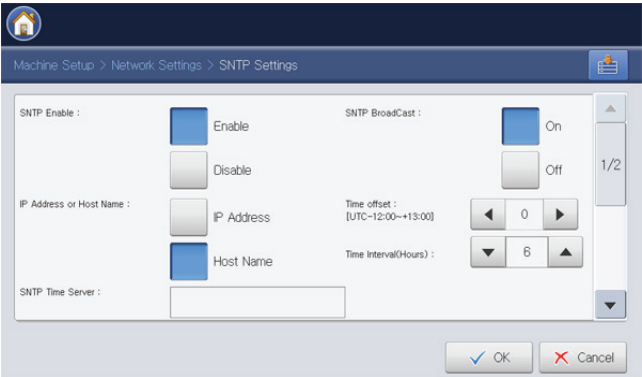 Machine Setup > Network Settings > SNTP Settings
SNTP Enable :
Enable
Disable
SNTP BroadCast :
On
Off
1/2
IP Address or Host Name :
IP Address
Host Name
Time offset :
[UTC-12:00~+13:00]
0
Time Interval(Hours) :
6
SNTP Time Server :
OK
Cancel